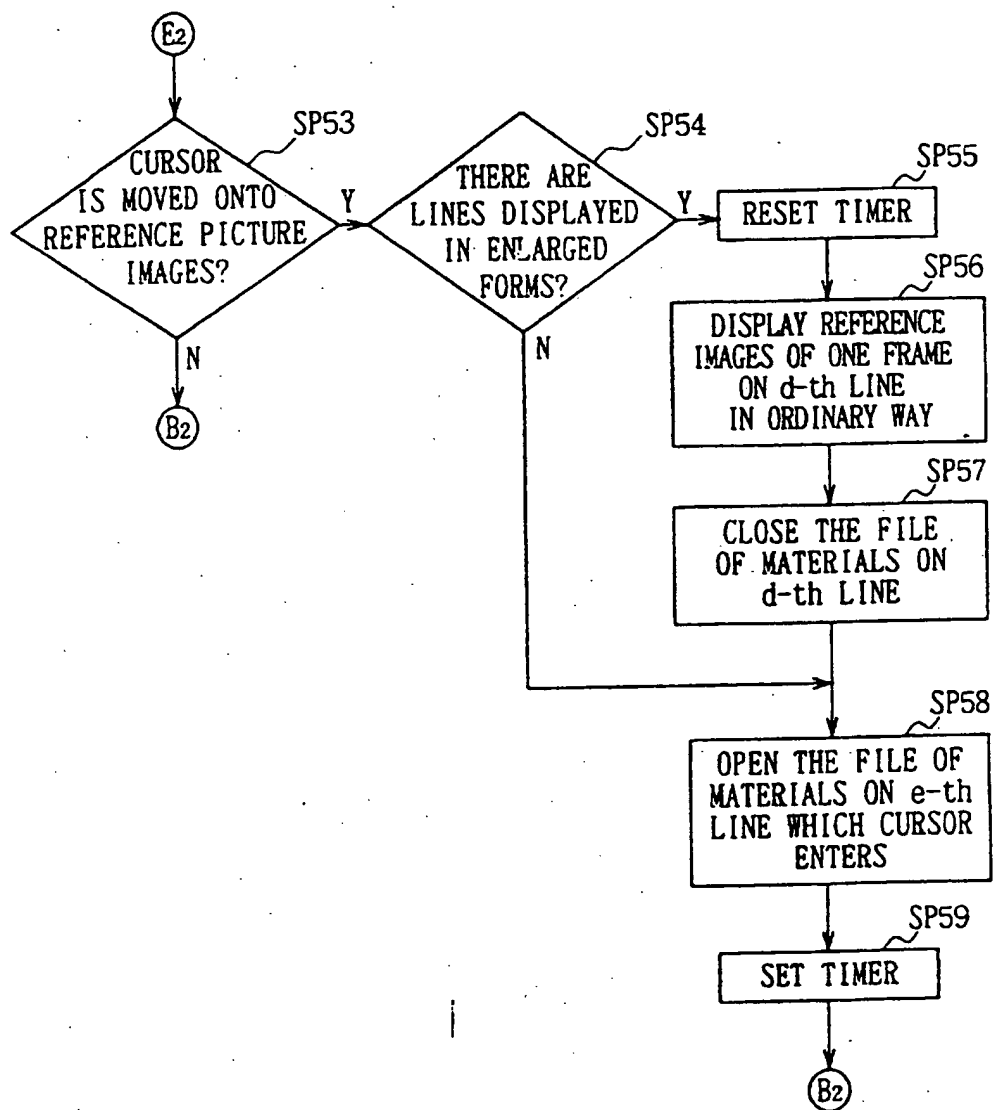 E2
SP53
CURSOR
IS MOVED ONTO
REFERENCE PICTURE
IMAGES?
Y
N
B2
SP54
THERE ARE
LINES DISPLAYED
IN ENLARGED
FORMS?
Y
N
SP55
RESET TIMER
SP56
DISPLAY REFERENCE
IMAGES OF ONE FRAME
ON d-th LINE
IN ORDINARY WAY
SP57
CLOSE THE FILE
OF MATERIALS ON
d-th LINE
SP58
OPEN THE FILE OF
MATERIALS ON e-th
LINE WHICH CURSOR
ENTERS
SP59
SET TIMER
B2